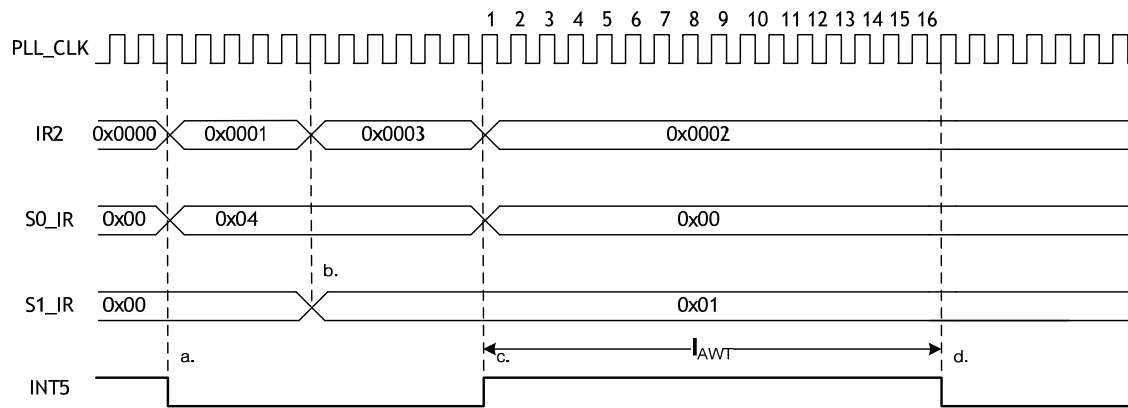 1 2 3 4 5 6 7 8 9 10 11 12 13 14 15 16
PLL_CLK
IR2 0x0000 0x0001 0x0003 0x0002
S0_IR 0x00 0x04 0x00
b.
S1_IR 0x00 0x01
a. c. IAWT d.
INT5